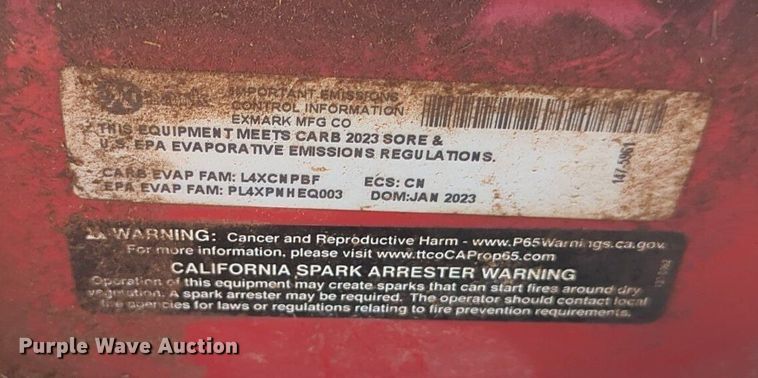 exmark
IMPORTANT EMISSIONS
CONTROL INFORMATION
EXMARK MFG CO
THIS EQUIPMENT MEETS CARB 2023 SORE &
U.S. EPA EVAPORATIVE EMISSIONS REGULATIONS.
CARB EVAP FAM: L4XCNPBF ECS: CN
EPA EVAP FAM: PL4XPNHEQ003 DOM:JAN 2023
WARNING: Cancer and Reproductive Harm - www.P65Warnings.ca.gov
For more information, please visit www.ttcoCAProp65.com
CALIFORNIA SPARK ARRESTER WARNING
Operation of this equipment may create sparks that can start fires around dry
vegetation. A spark arrester may be required. The operator should contact local
fire agencies for laws or regulations relating to fire prevention requirements.
Purple Wave Auction